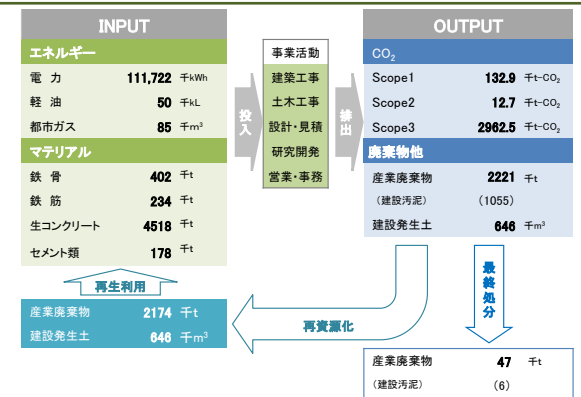 INPUT
エネルギー
電 力 111,722 千kWh
軽 油 50 千kL
都市ガス 85 千m³
マテリアル
鉄 骨 402 千t
鉄 筋 234 千t
生コンクリート 4518 千t
セメント類 178 千t
再生利用
産業廃棄物 2174 千t
建設発生土 646 千m³
投入
事業活動
建築工事
土木工事
設計・見積
研究開発
営業・事務
排出
OUTPUT
CO₂
Scope1 132.9 千t-CO₂
Scope2 12.7 千t-CO₂
Scope3 2962.5 千t-CO₂
廃棄物他
産業廃棄物 2221 千t
(建設汚泥) (1055)
建設発生土 646 千m³
再資源化
最終処分
産業廃棄物 47 千t
(建設汚泥) (6)